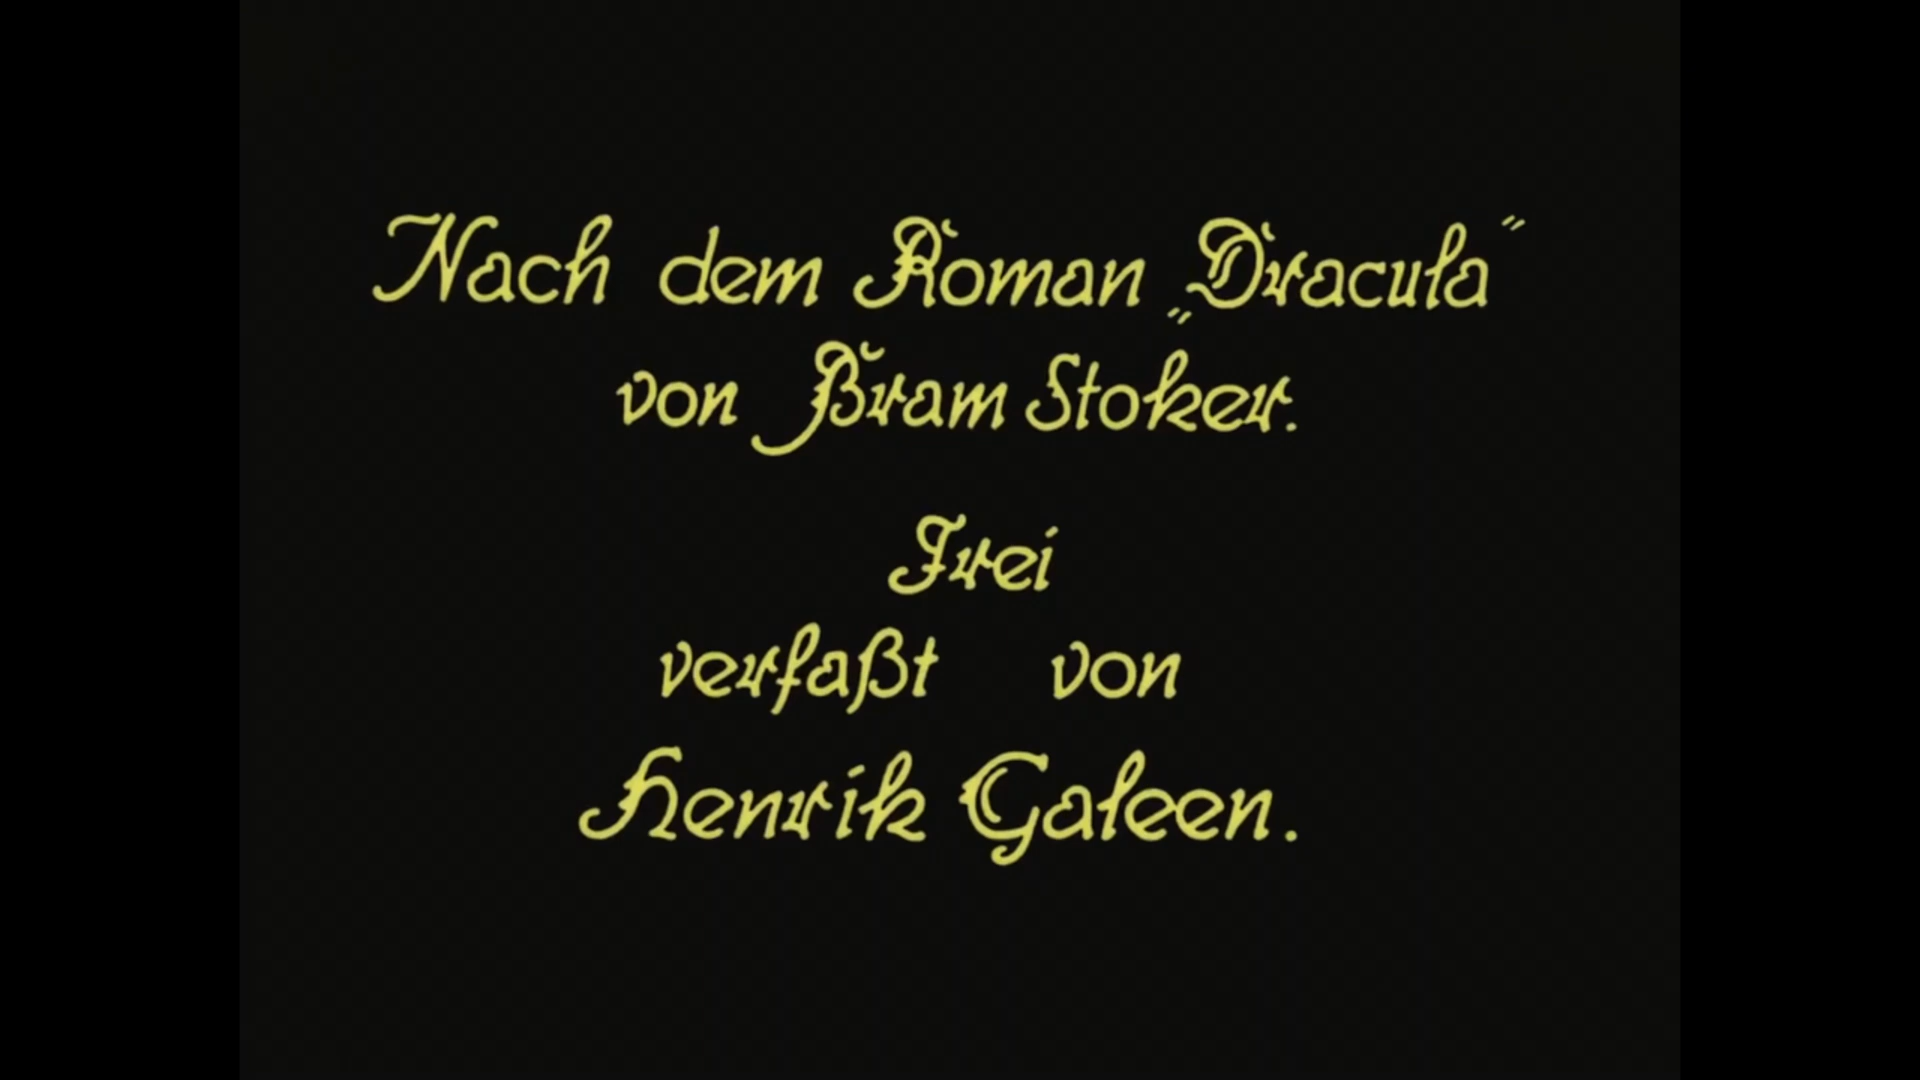 Nach dem Roman „Dracula"
von Bram Stoker.
Frei
verfaßt von
Henrik Galeen.